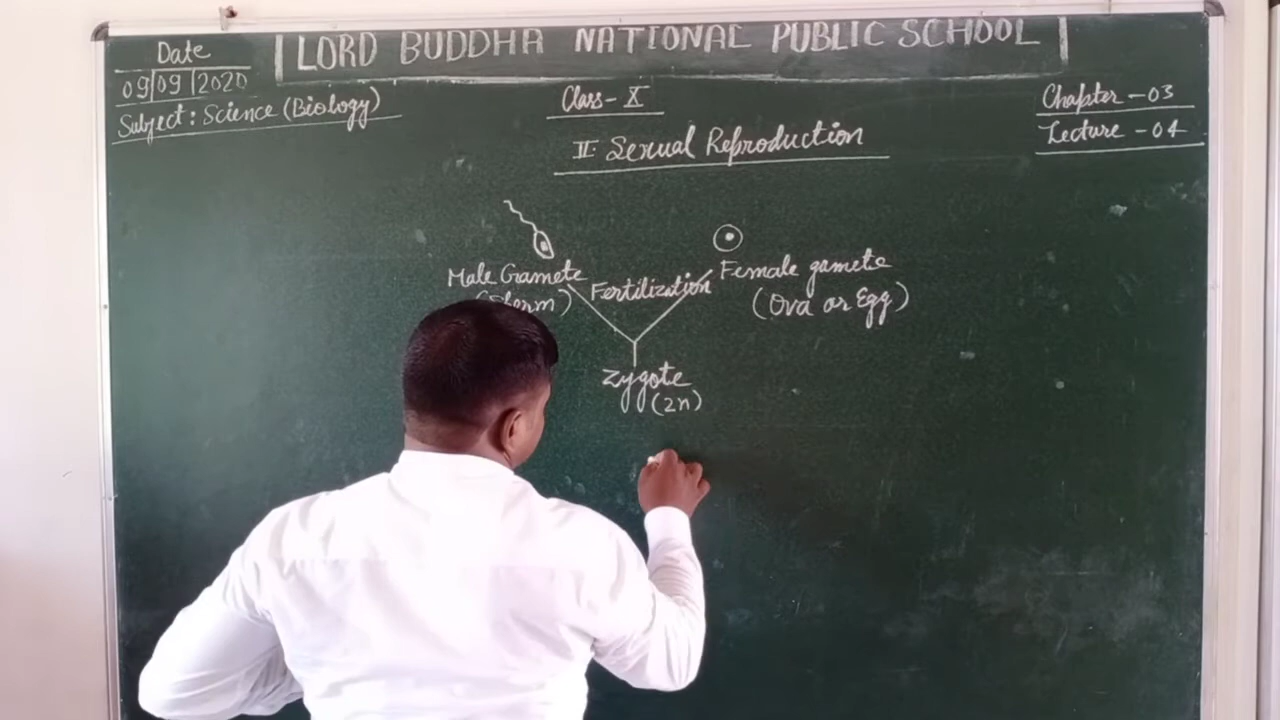 Date
LORD BUDDHA NATIONAL PUBLIC SCHOOL
09/09/2020
Subject: Science (Biology)
Class - X
Chapter - 03
Lecture - 04
II. Sexual Reproduction
Male Gamete
Fertilization
Female gamete
(Ova or Egg)
Zygote
(2n)